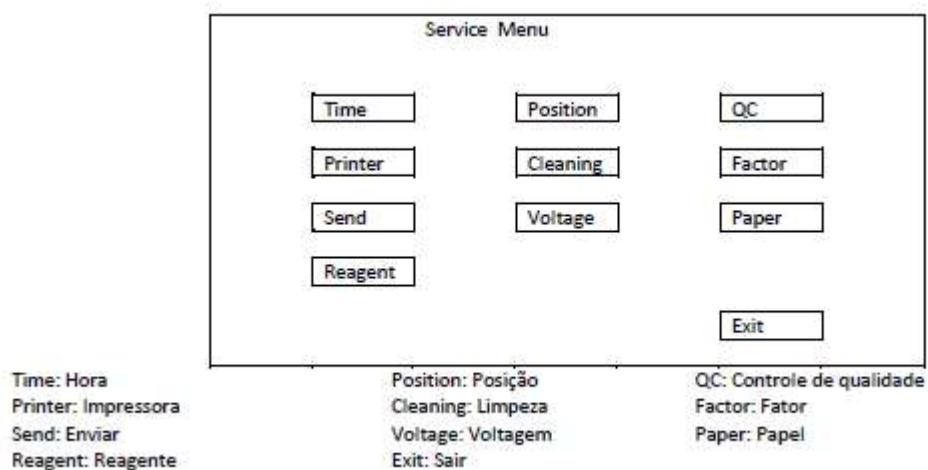 Service Menu
Time Position QC
Printer Cleaning Factor
Send Voltage Paper
Reagent
Exit
Time: Hora Position: Posição QC: Controle de qualidade
Printer: Impressora Cleaning: Limpeza Factor: Fator
Send: Enviar Voltage: Voltagem Paper: Papel
Reagent: Reagente Exit: Sair